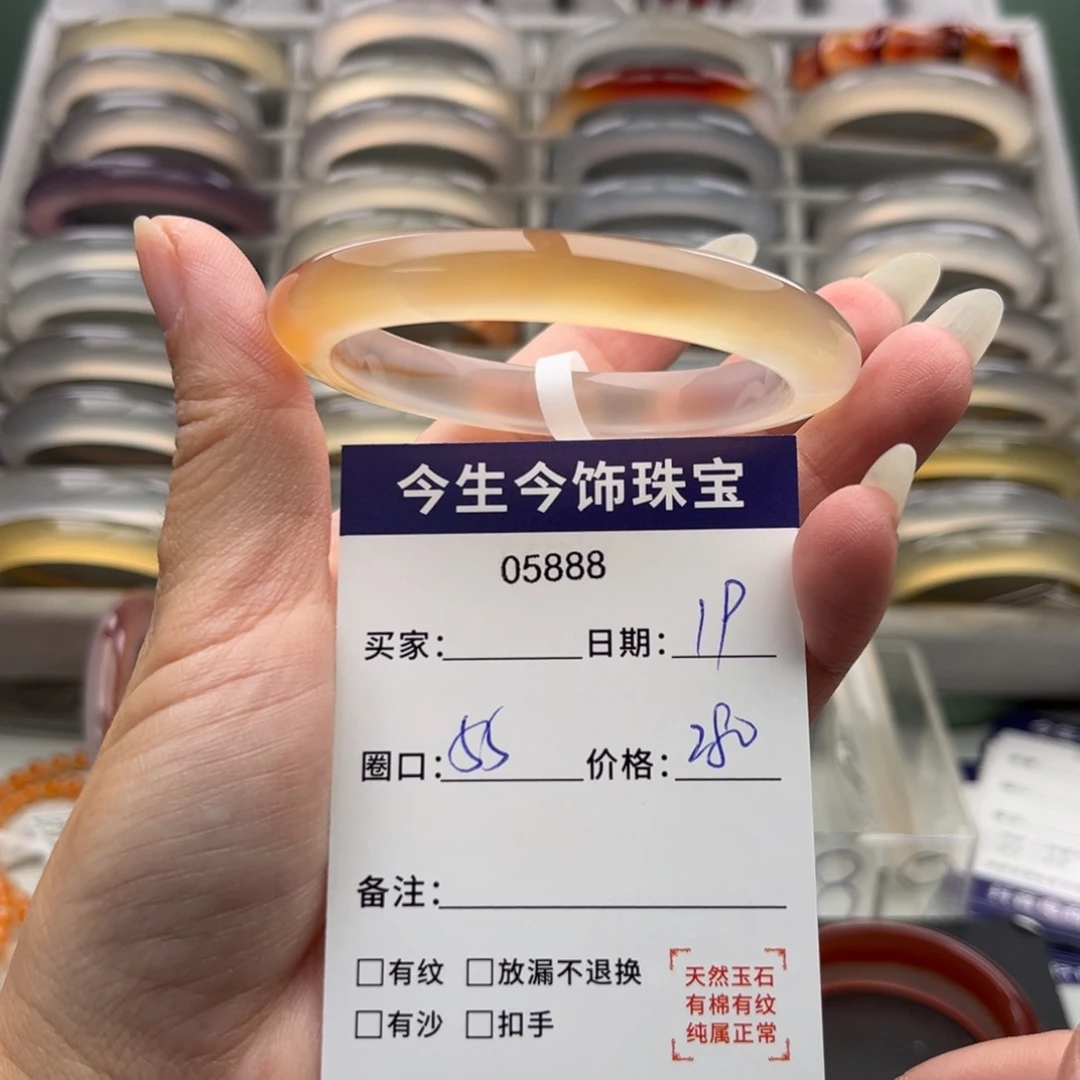 今生今饰珠宝
05888
买家: 日期: 19
圈口: 55 价格: 280
备注:
□有纹 □放漏不退换
□有沙 □扣手
天然玉石
有棉有纹
纯属正常